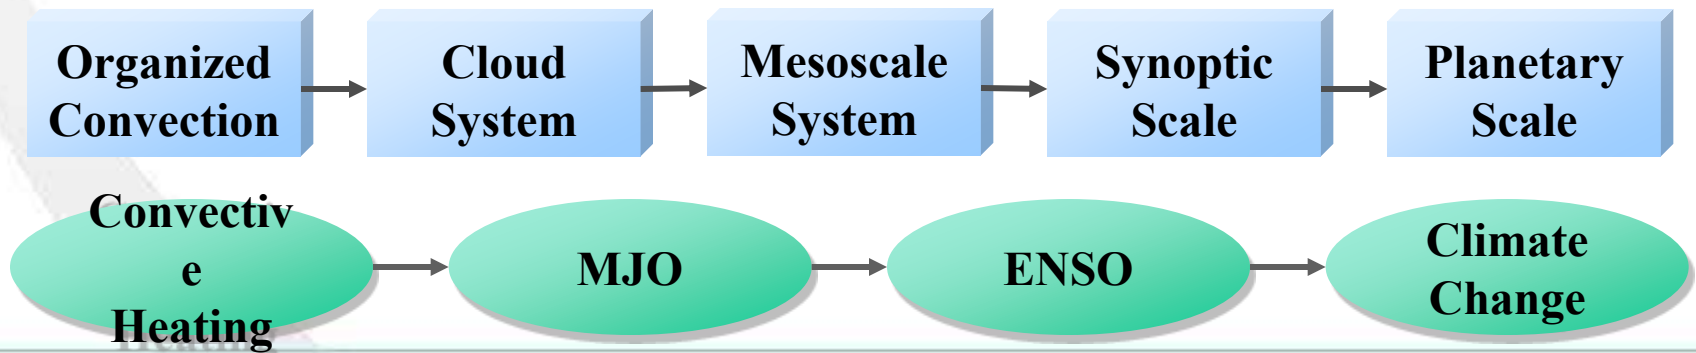 Organized
Convection
Cloud
System
Mesoscale
System
Synoptic
Scale
Planetary
Scale
Convectiv
e
Heating
MJO
ENSO
Climate
Change